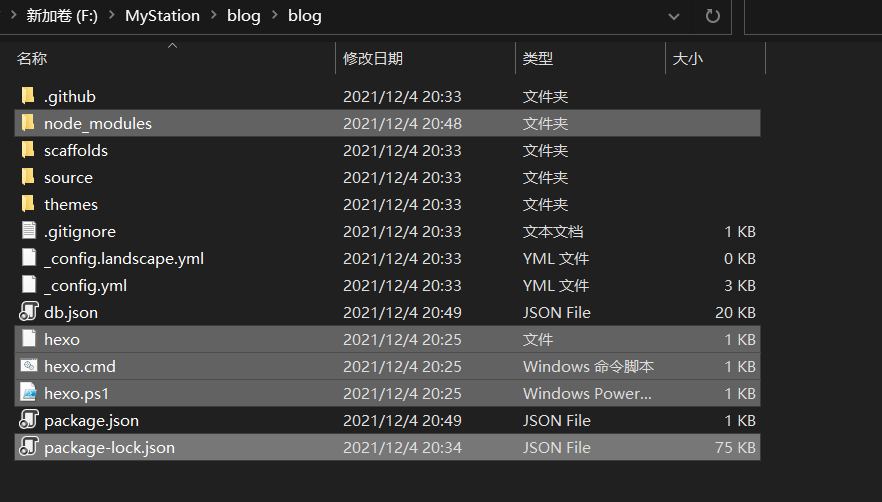 新加卷 (F:) > MyStation > blog > blog
名称 修改日期 类型 大小
.github 2021/12/4 20:33 文件夹
node_modules 2021/12/4 20:48 文件夹
scaffolds 2021/12/4 20:33 文件夹
source 2021/12/4 20:33 文件夹
themes 2021/12/4 20:33 文件夹
.gitignore 2021/12/4 20:33 文本文档 1 KB
_config.landscape.yml 2021/12/4 20:33 YML 文件 0 KB
_config.yml 2021/12/4 20:33 YML 文件 3 KB
db.json 2021/12/4 20:49 JSON File 20 KB
hexo 2021/12/4 20:25 文件 1 KB
hexo.cmd 2021/12/4 20:25 Windows 命令脚本 1 KB
hexo.ps1 2021/12/4 20:25 Windows Power... 1 KB
package.json 2021/12/4 20:49 JSON File 1 KB
package-lock.json 2021/12/4 20:34 JSON File 75 KB